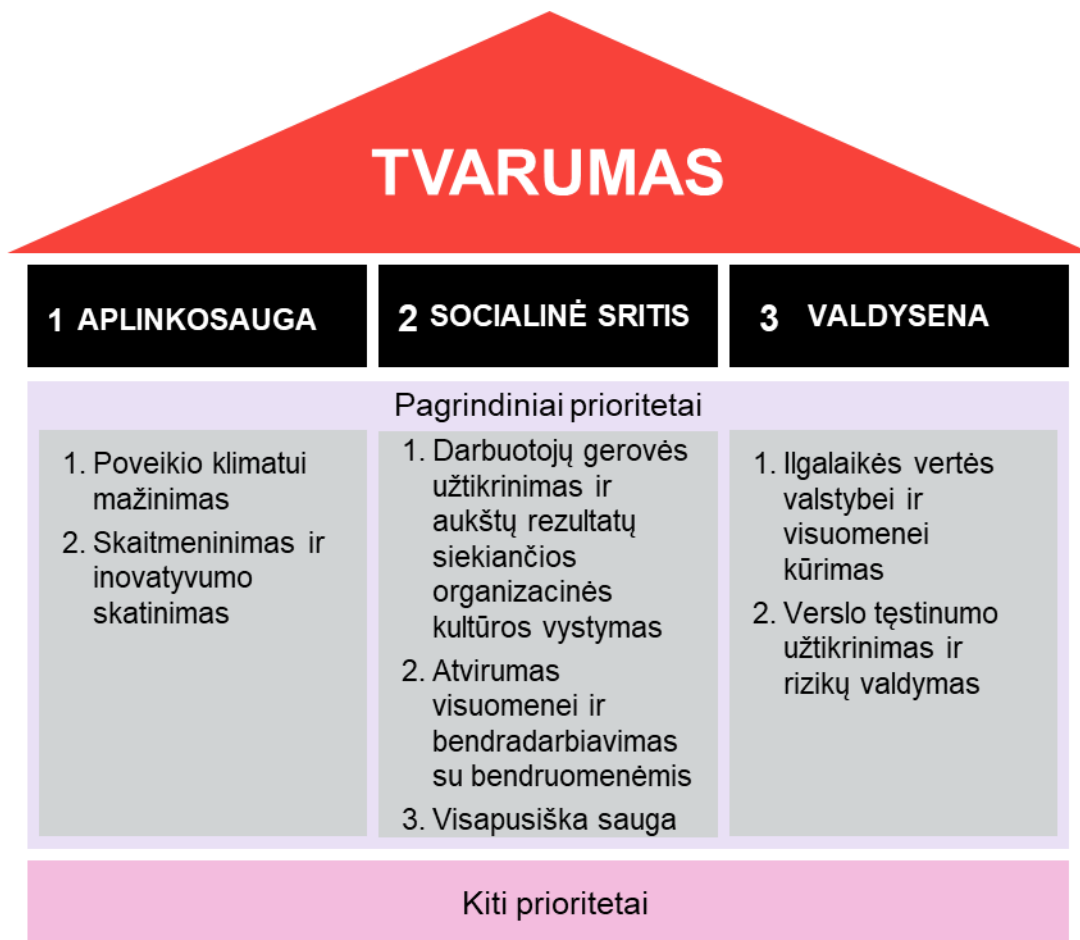 TVARUMAS
1 APLINKOSAUGA
2 SOCIALINĖ SRITIS
3 VALDYSENA
Pagrindiniai prioritetai
1. Poveikio klimatui
mažinimas
2. Skaitmeninimas ir
inovatyvumo
skatinimas
1. Darbuotojų gerovės
užtikrinimas ir
aukštų rezultatų
siekiančios
organizacinės
kultūros vystymas
2. Atvirumas
visuomenei ir
bendradarbiavimas
su bendruomenėmis
3. Visapusiška sauga
1. Ilgalaikės vertės
valstybei ir
visuomenei
kūrimas
2. Verslo tęstinumo
užtikrinimas ir
rizikų valdymas
Kiti prioritetai